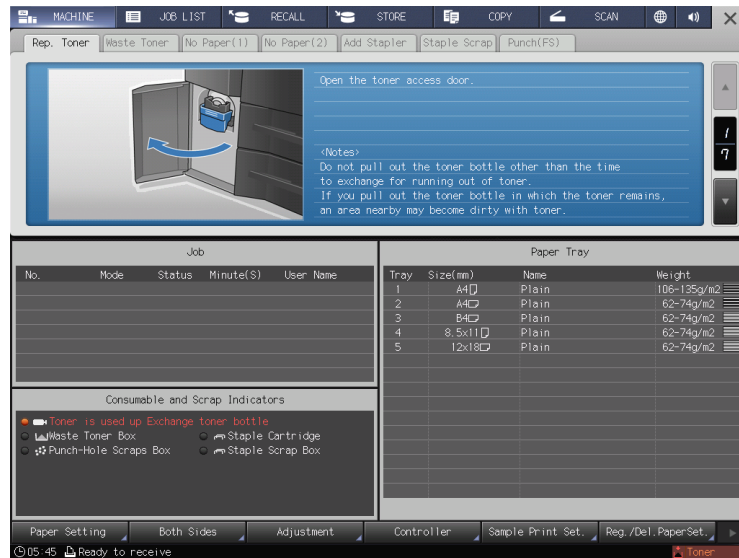 MACHINE JOB LIST RECALL STORE COPY SCAN
Rep. Toner Waste Toner No Paper(1) No Paper(2) Add Stapler Staple Scrap Punch(FS)
Open the toner access door.
<Notes>
Do not pull out the toner bottle other than the time
to exchange for running out of toner.
If you pull out the toner bottle in which the toner remains,
an area nearby may become dirty with toner.
1
7
Job
No. Mode Status Minute(S) User Name
Paper Tray
Tray Size(mm) Name Weight
1 A4 Plain 106-135g/m2
2 A4 Plain 62-74g/m2
3 B4 Plain 62-74g/m2
4 8.5x11 Plain 62-74g/m2
5 12x18 Plain 62-74g/m2
Consumable and Scrap Indicators
Toner is used up Exchange toner bottle
Waste Toner Box Staple Cartridge
Punch-Hole Scraps Box Staple Scrap Box
Paper Setting Both Sides Adjustment Controller Sample Print Set. Reg./Del.PaperSet.
05:45 Ready to receive Toner